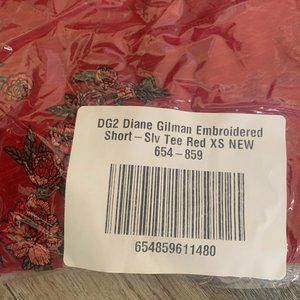 DG2 Diane Gilman Embroidered
Short-Slv Tee Red XS NEW
654-859
654859611480